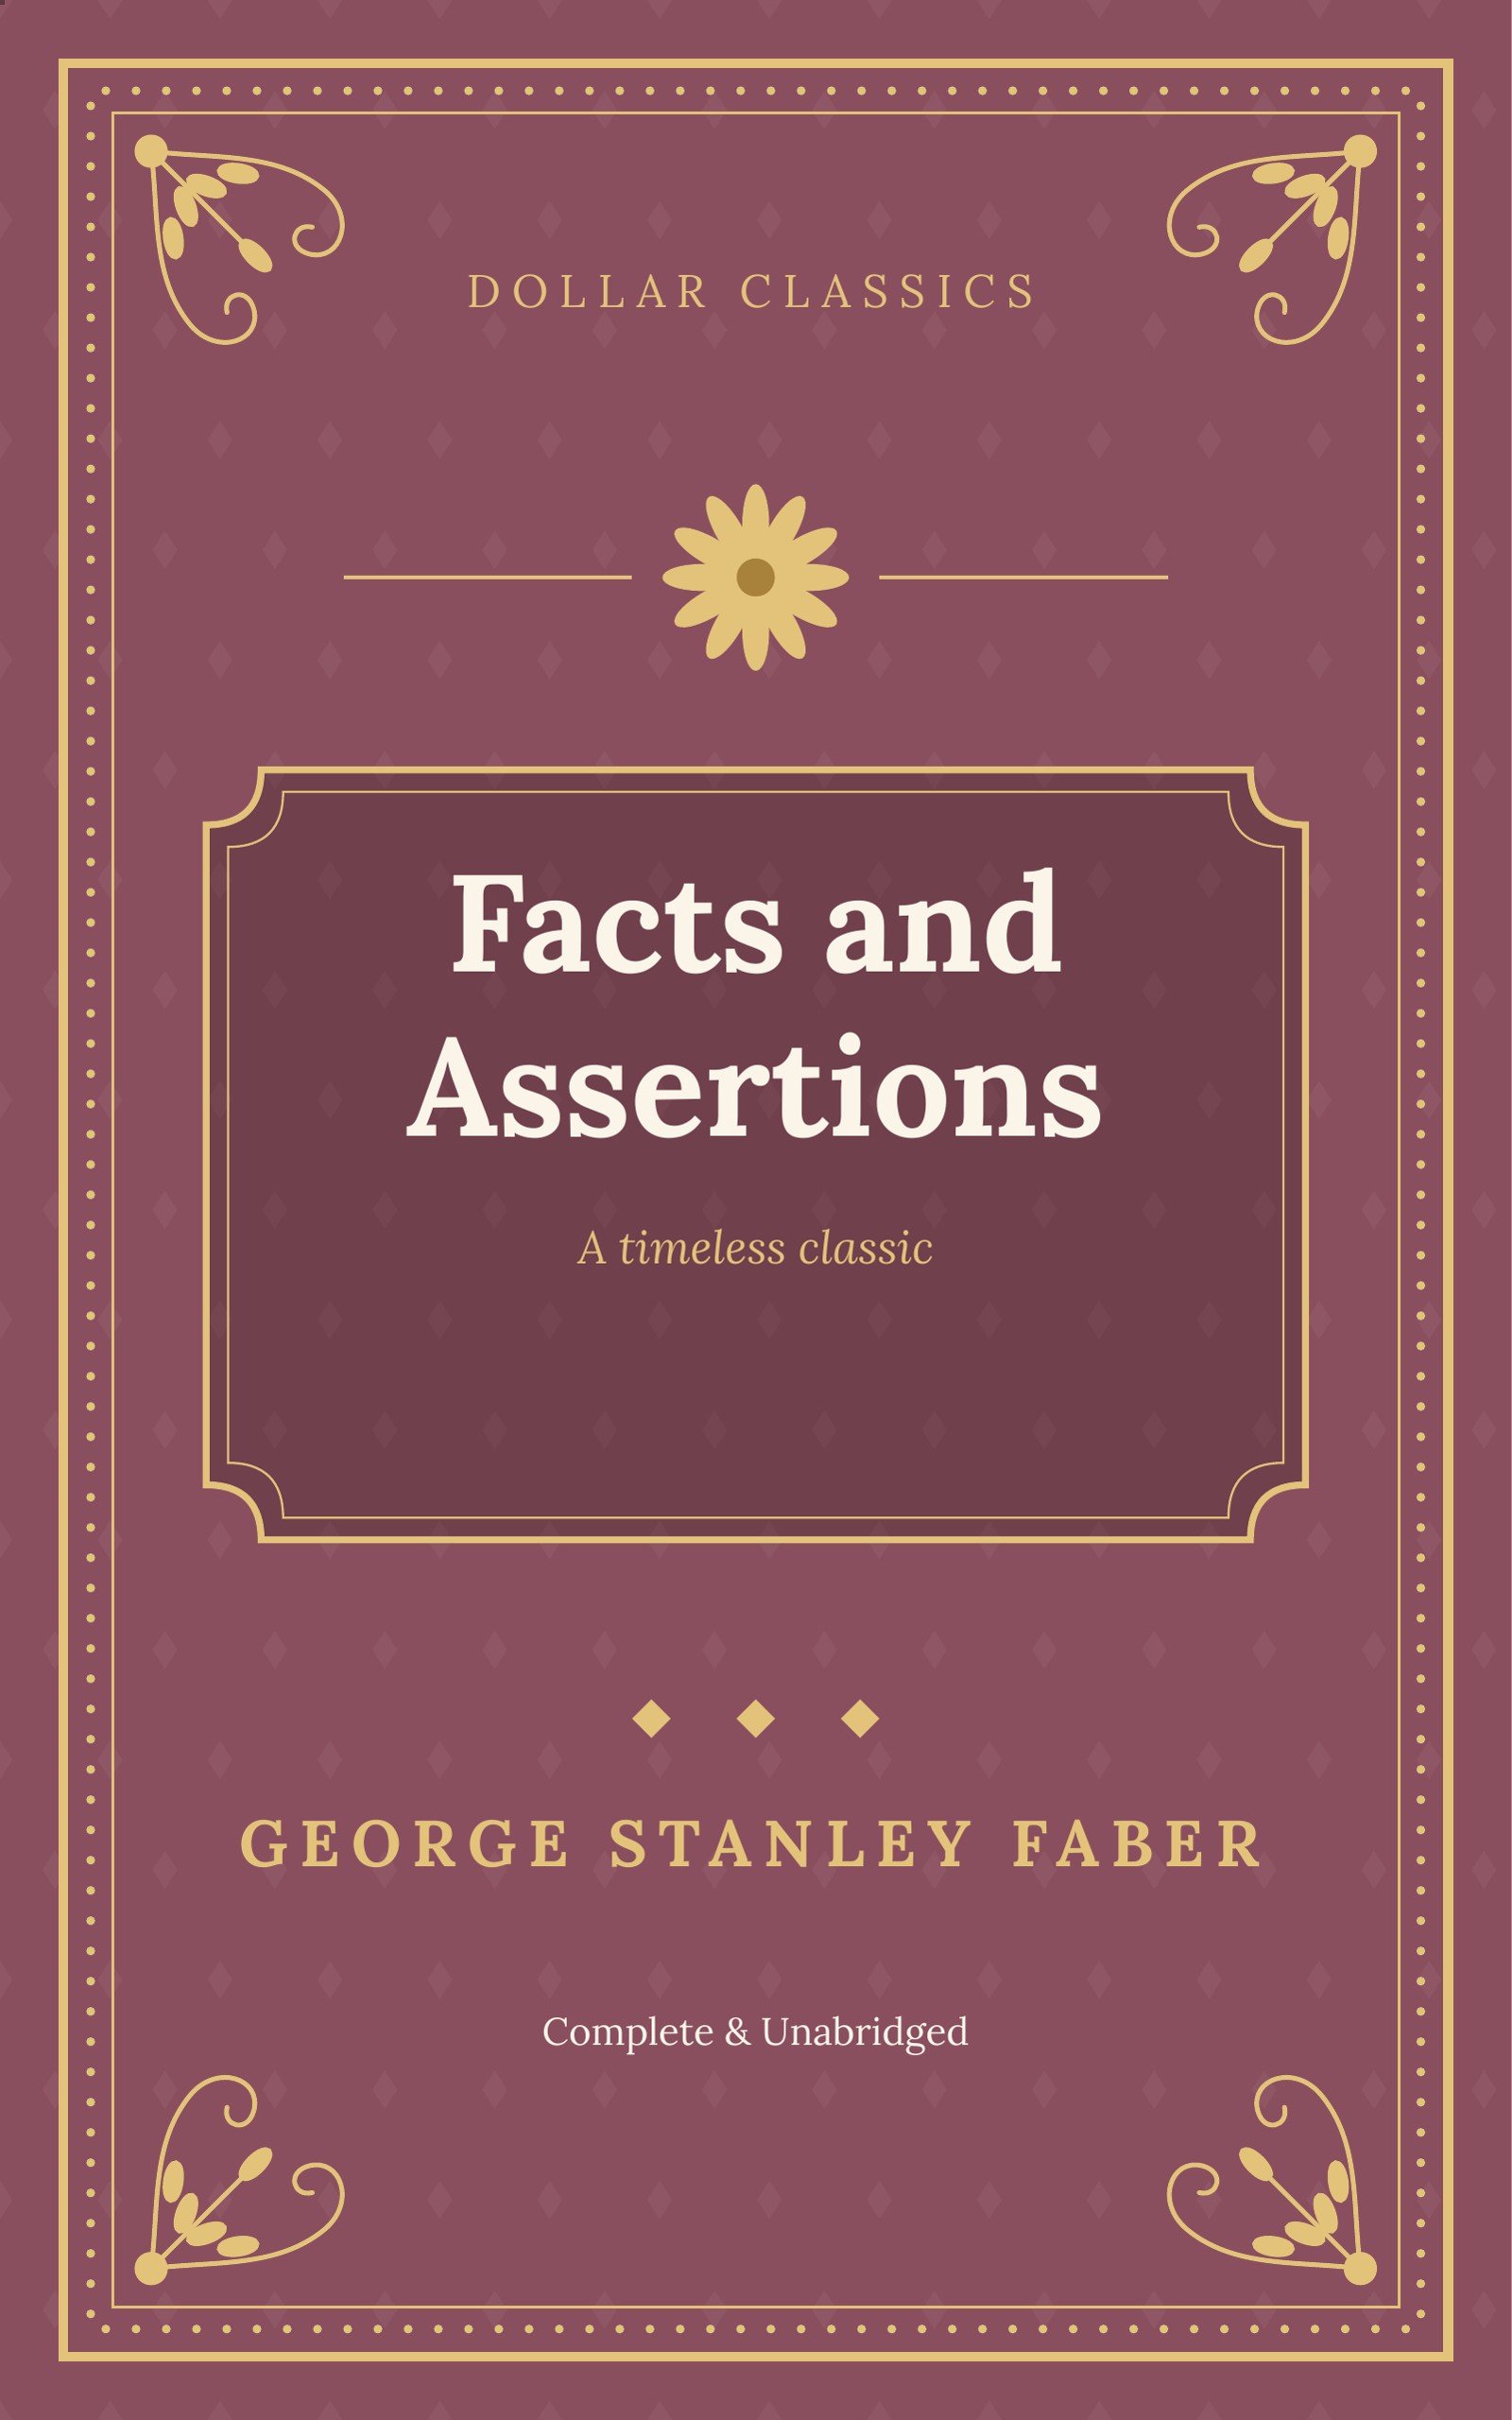 DOLLAR CLASSICS
Facts and
Assertions
A timeless classic
GEORGE STANLEY FABER
Complete & Unabridged